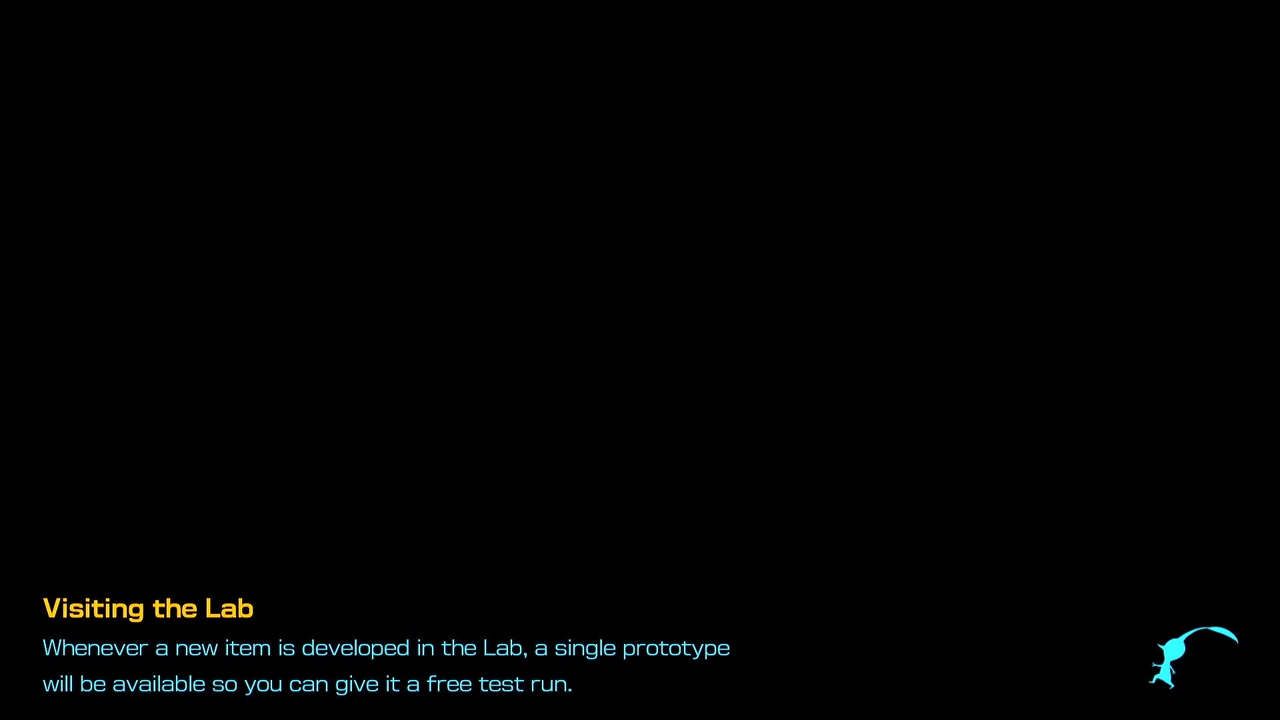 Visiting the Lab
Whenever a new item is developed in the Lab, a single prototype
will be available so you can give it a free test run.